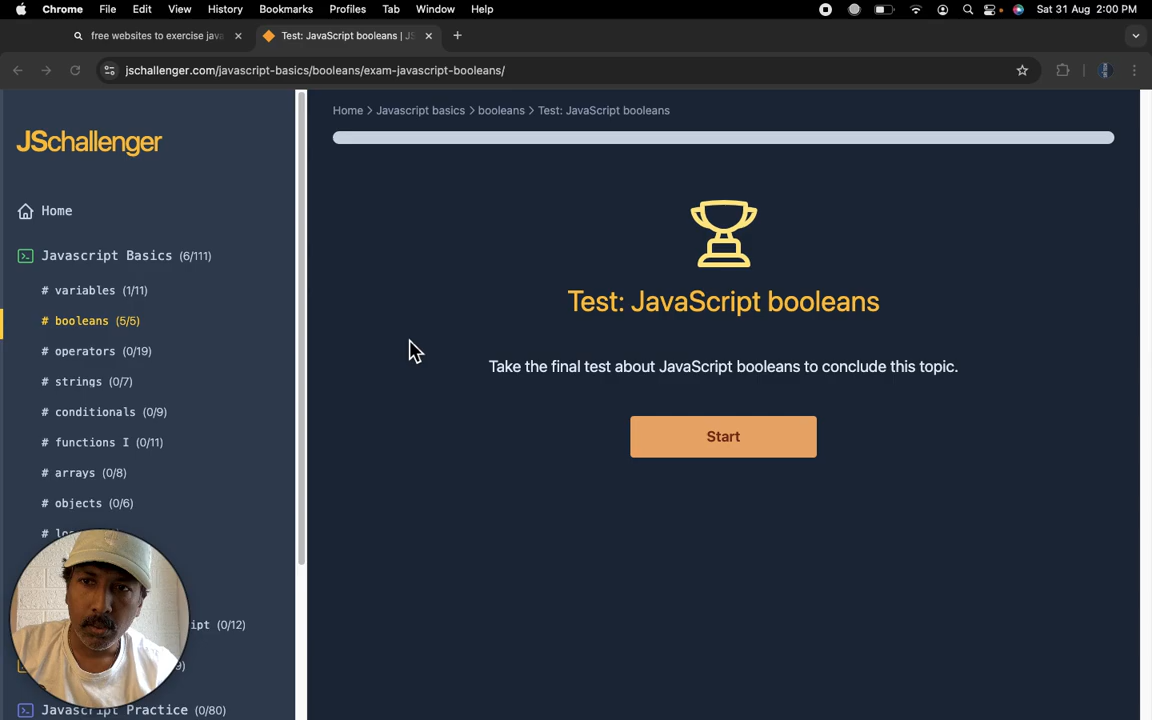 Chrome File Edit View History Bookmarks Profiles Tab Window Help Sat 31 Aug 2:00 PM
free websites to exercise java
Test: JavaScript booleans | JS
jschallenger.com/javascript-basics/booleans/exam-javascript-booleans/
JSchallenger
Home
Javascript Basics (6/111)
# variables (1/11)
# booleans (5/5)
# operators (0/19)
# strings (0/7)
# conditionals (0/9)
# functions I (0/11)
# arrays (0/8)
# objects (0/6)
(0/12)
Javascript Practice (0/80)
Home > Javascript basics > booleans > Test: JavaScript booleans
Test: JavaScript booleans
Take the final test about JavaScript booleans to conclude this topic.
Start